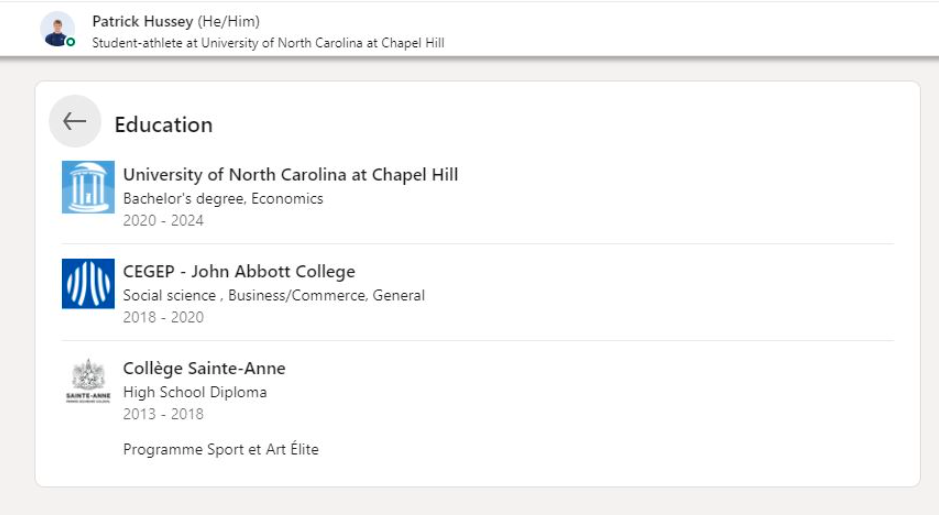 Patrick Hussey (He/Him)
Student-athlete at University of North Carolina at Chapel Hill
Education
University of North Carolina at Chapel Hill
Bachelor's degree, Economics
2020 - 2024
CEGEP - John Abbott College
Social science , Business/Commerce, General
2018 - 2020
Collège Sainte-Anne
High School Diploma
2013 - 2018
SAINTE-ANNE
Programme Sport et Art Élite